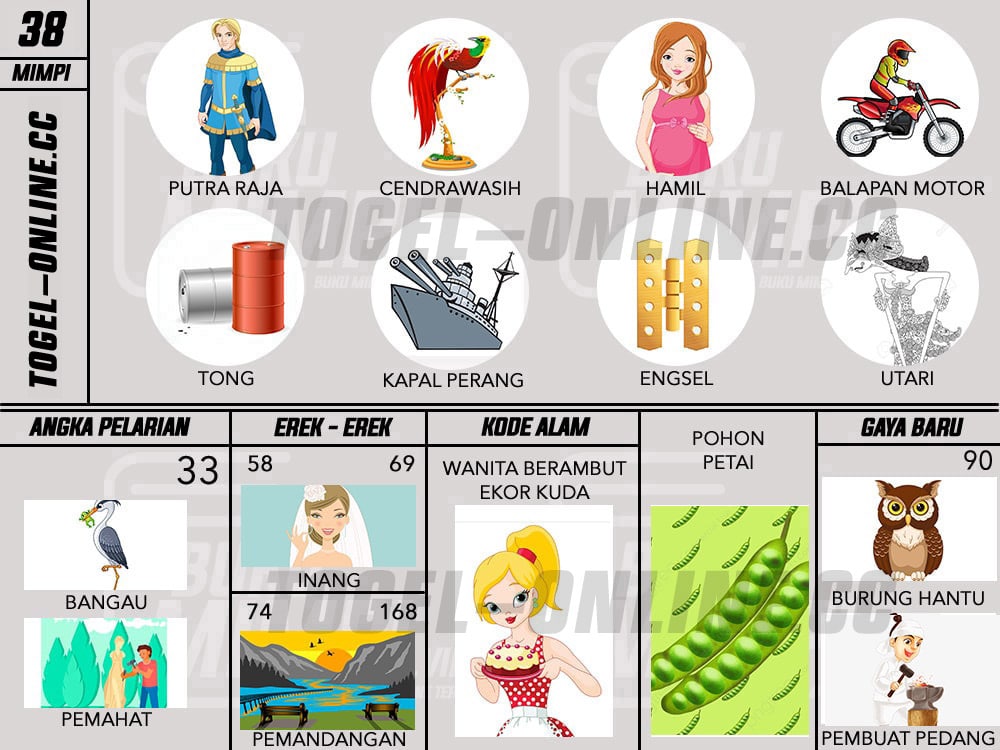 38
MIMPI
TOGEL-ONLINE.CC
PUTRA RAJA
CENDRAWASIH
HAMIL
BALAPAN MOTOR
TOGEL-ONLINE.CC
TONG
KAPAL PERANG
ENGSEL
UTARI
ANGKA PELARIAN
33
BANGAU
PEMAHAT
EREK - EREK
58 69
INANG
74 168
PEMANDANGAN
KODE ALAM
WANITA BERAMBUT
EKOR KUDA
POHON
PETAI
GAYA BARU
90
BURUNG HANTU
PEMBUAT PEDANG
TOGEL-ONLINE.CC